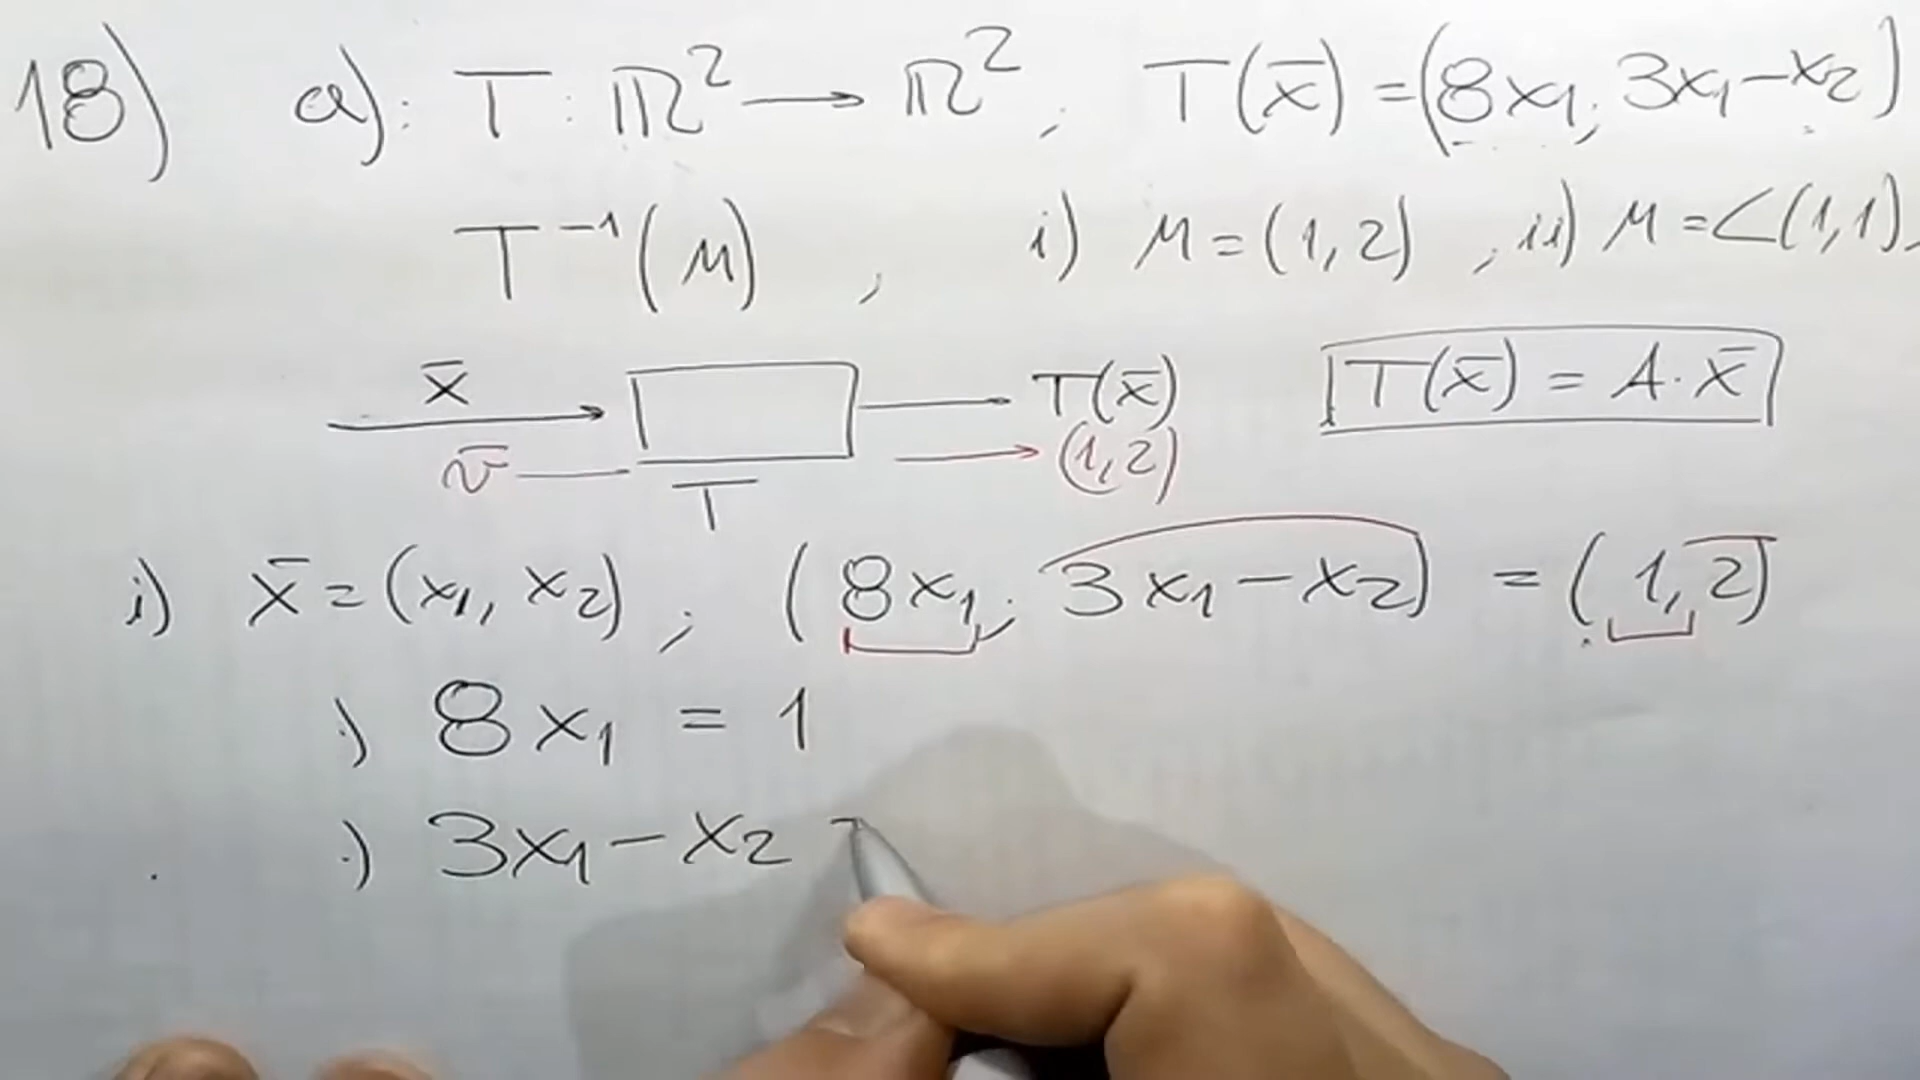 18) a): T : ℝ² → ℝ² ; T(x̄) = (8x₁; 3x₁ - x₂)
T⁻¹(M) , i) M = (1,2) , ii) M = <(1,1)
x̄ T(x̄) T(x̄) = A · x̄
v̄ (1,2)
T
i) x̄ = (x₁, x₂) ; (8x₁; 3x₁ - x₂) = (1,2)
·) 8x₁ = 1
·) 3x₁ - x₂